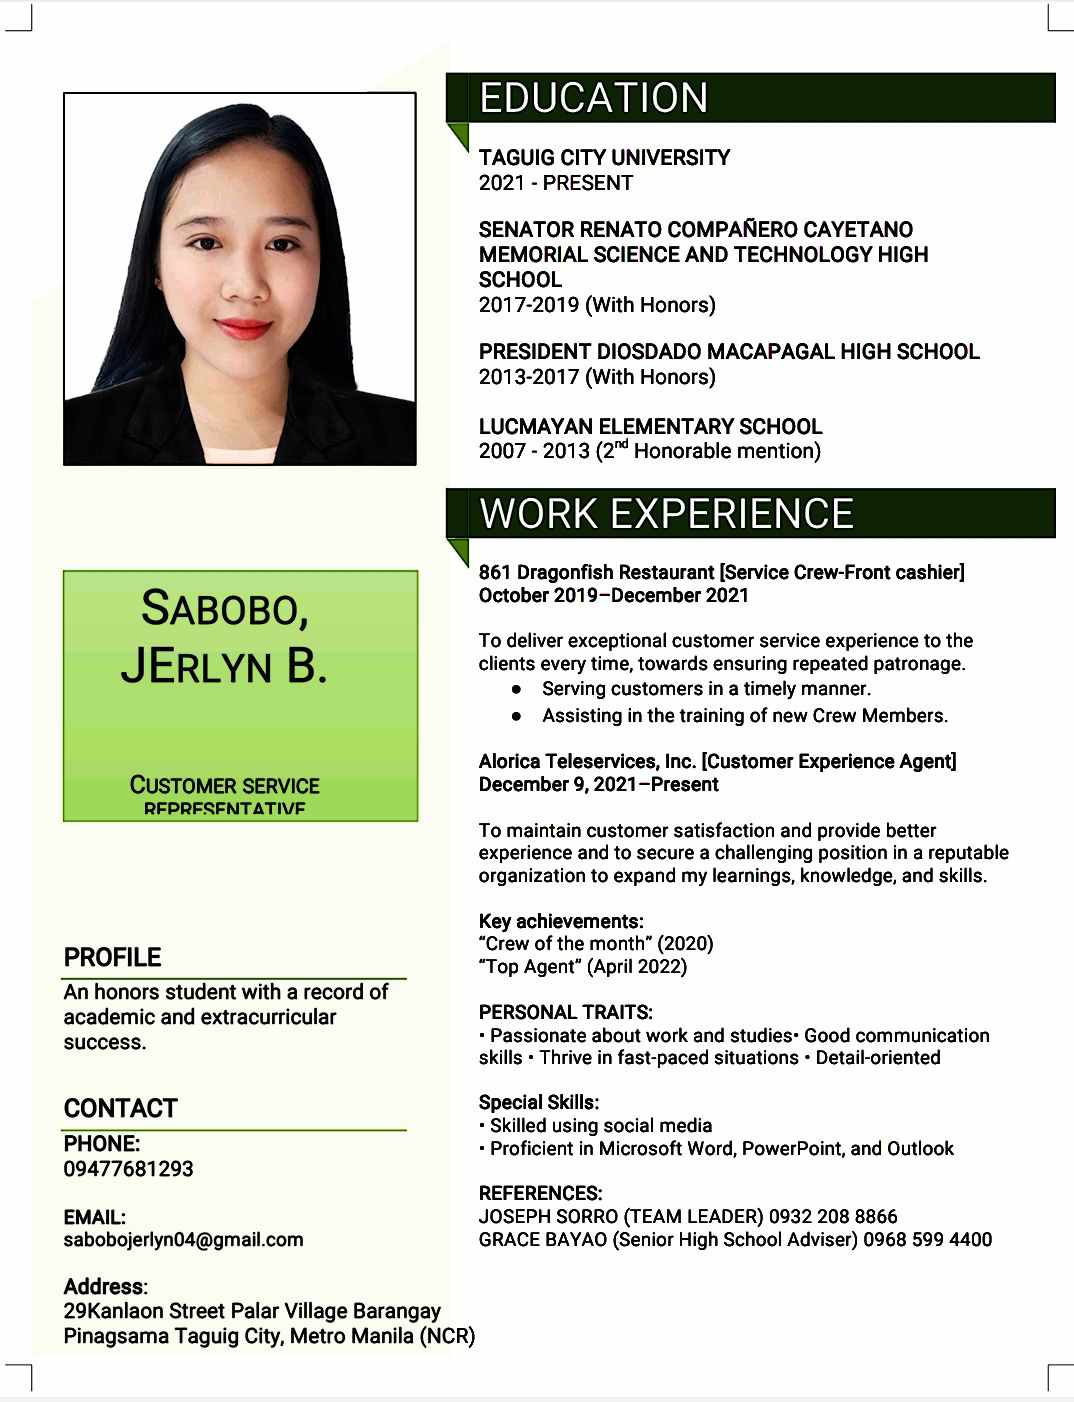 SABOBO,
JERLYN B.
CUSTOMER SERVICE
REPRESENTATIVE
PROFILE
An honors student with a record of
academic and extracurricular
success.
CONTACT
PHONE:
09477681293
EMAIL:
sabobojerlyn04@gmail.com
Address:
29Kanlaon Street Palar Village Barangay
Pinagsama Taguig City, Metro Manila (NCR)
EDUCATION
TAGUIG CITY UNIVERSITY
2021 - PRESENT
SENATOR RENATO COMPAÑERO CAYETANO
MEMORIAL SCIENCE AND TECHNOLOGY HIGH
SCHOOL
2017-2019 (With Honors)
PRESIDENT DIOSDADO MACAPAGAL HIGH SCHOOL
2013-2017 (With Honors)
LUCMAYAN ELEMENTARY SCHOOL
2007 - 2013 (2nd Honorable mention)
WORK EXPERIENCE
861 Dragonfish Restaurant [Service Crew-Front cashier]
October 2019–December 2021
To deliver exceptional customer service experience to the
clients every time, towards ensuring repeated patronage.
● Serving customers in a timely manner.
● Assisting in the training of new Crew Members.
Alorica Teleservices, Inc. [Customer Experience Agent]
December 9, 2021–Present
To maintain customer satisfaction and provide better
experience and to secure a challenging position in a reputable
organization to expand my learnings, knowledge, and skills.
Key achievements:
“Crew of the month” (2020)
“Top Agent” (April 2022)
PERSONAL TRAITS:
• Passionate about work and studies• Good communication
skills • Thrive in fast-paced situations • Detail-oriented
Special Skills:
• Skilled using social media
• Proficient in Microsoft Word, PowerPoint, and Outlook
REFERENCES:
JOSEPH SORRO (TEAM LEADER) 0932 208 8866
GRACE BAYAO (Senior High School Adviser) 0968 599 4400